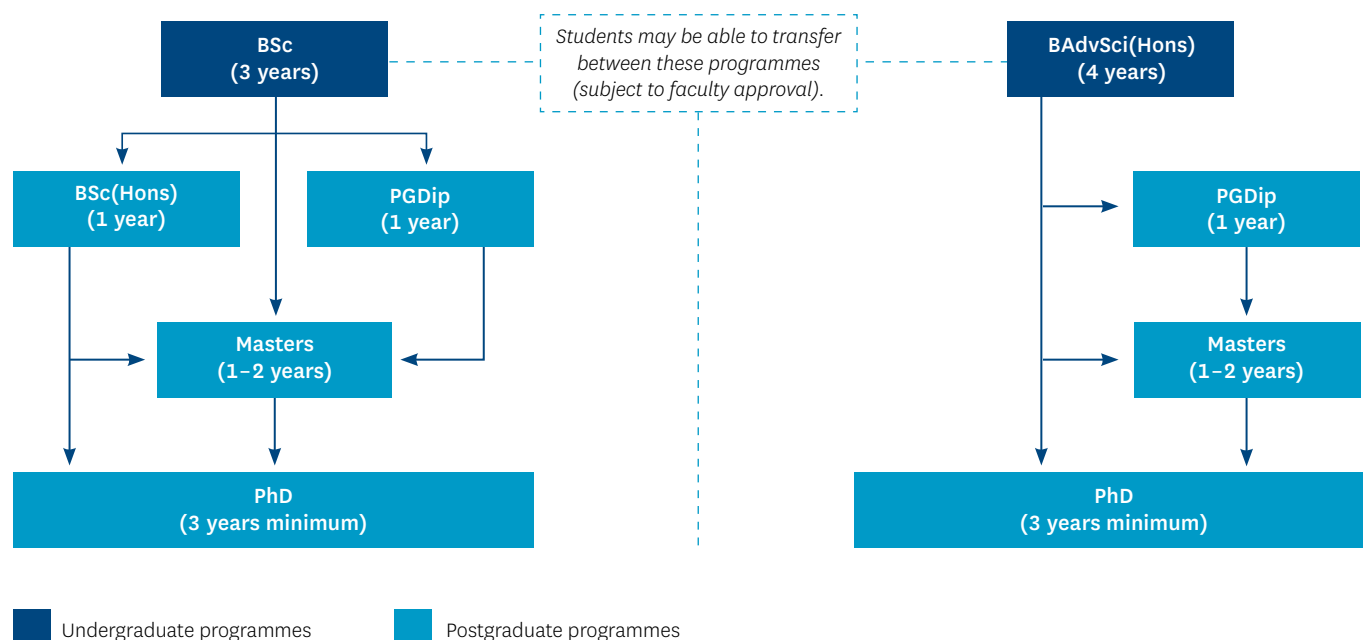 BSc
(3 years)
Students may be able to transfer
between these programmes
(subject to faculty approval).
BAdvSci(Hons)
(4 years)
BSc(Hons)
(1 year)
PGDip
(1 year)
PGDip
(1 year)
Masters
(1–2 years)
Masters
(1–2 years)
PhD
(3 years minimum)
PhD
(3 years minimum)
Undergraduate programmes
Postgraduate programmes